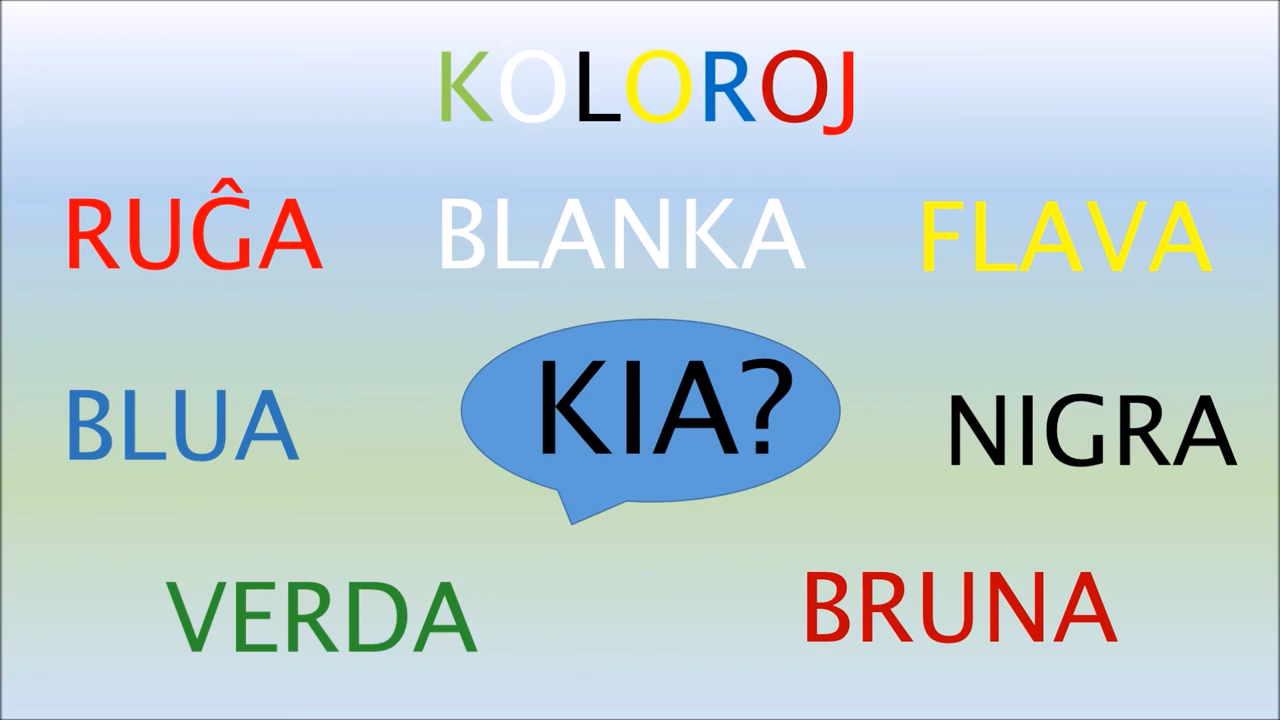 KOLOROJ
RUĜA BLANKA FLAVA
BLUA KIA? NIGRA
VERDA BRUNA